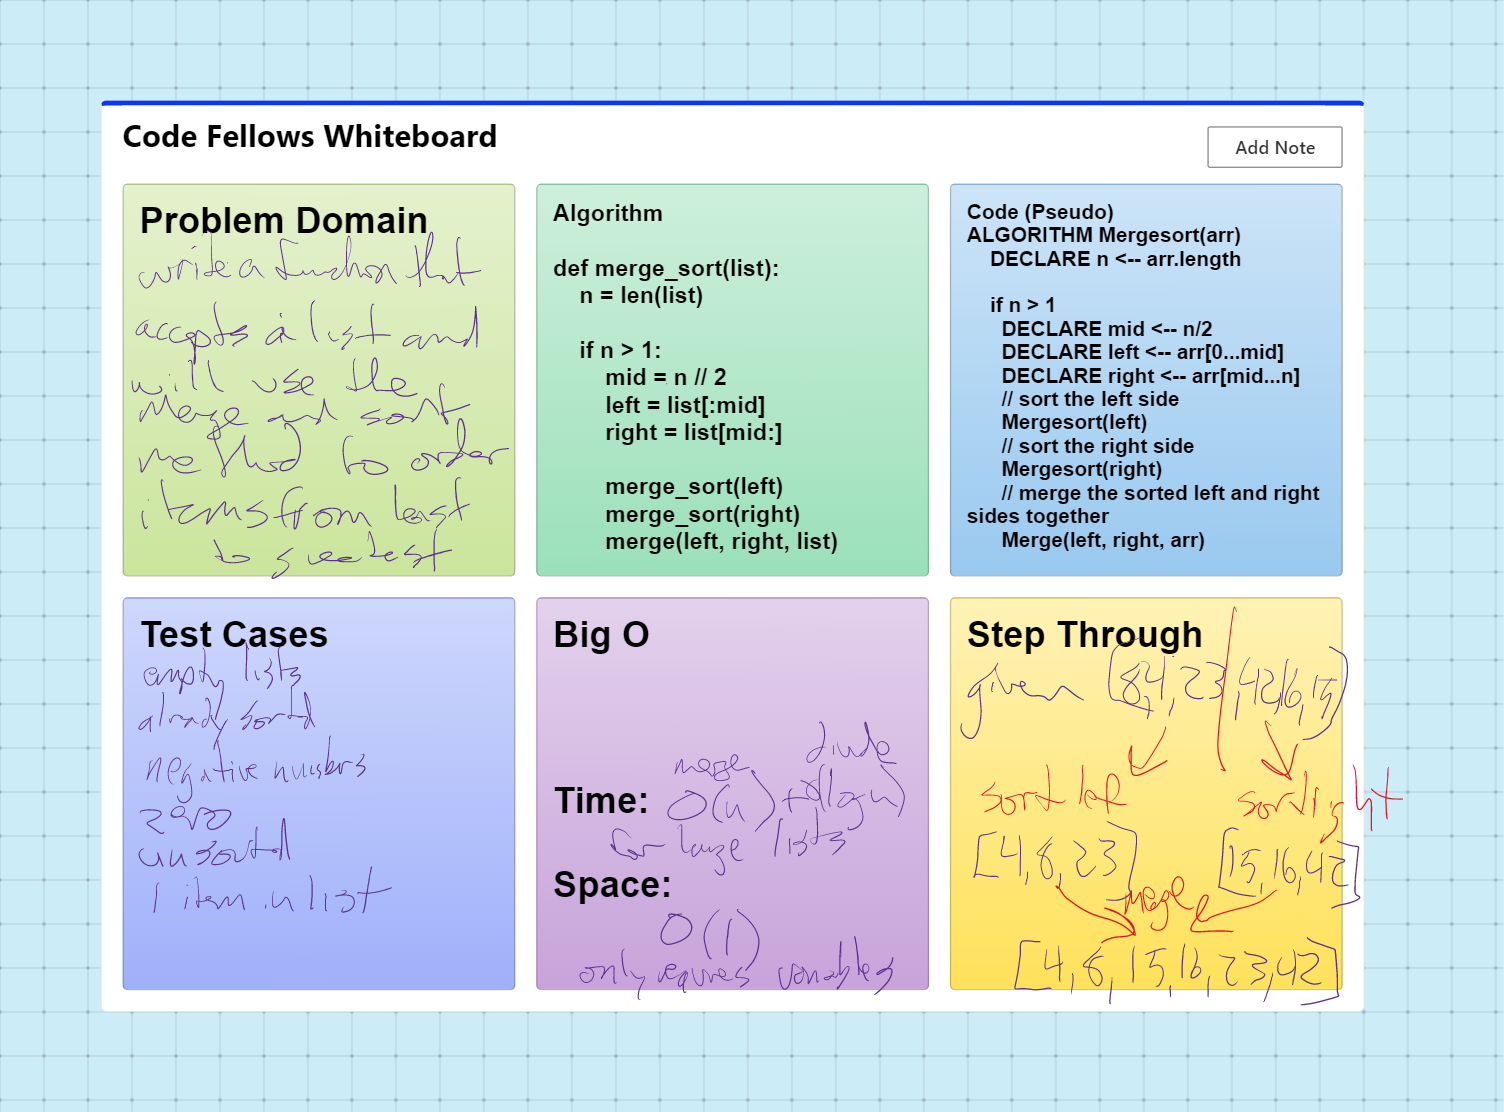 Code Fellows Whiteboard
Add Note
Problem Domain
write a function that
accepts a list and
will use the
Merge and sort
method to order
items from least
to greatest
Algorithm
def merge_sort(list):
n = len(list)
if n > 1:
mid = n // 2
left = list[:mid]
right = list[mid:]
merge_sort(left)
merge_sort(right)
merge(left, right, list)
Code (Pseudo)
ALGORITHM Mergesort(arr)
DECLARE n <-- arr.length
if n > 1
DECLARE mid <-- n/2
DECLARE left <-- arr[0...mid]
DECLARE right <-- arr[mid...n]
// sort the left side
Mergesort(left)
// sort the right side
Mergesort(right)
// merge the sorted left and right
sides together
Merge(left, right, arr)
Test Cases
empty lists
already sorted
negative numbers
zero
unsorted
1 item in list
Big O
merge divide
Time: O(n) + O(log n)
for large lists
Space:
O(1)
only requires variables
Step Through
given [8,4,23,42,16,15]
sort lef sort right
[4,8,23] [15,16,42]
merge
[4,8,15,16,23,42]